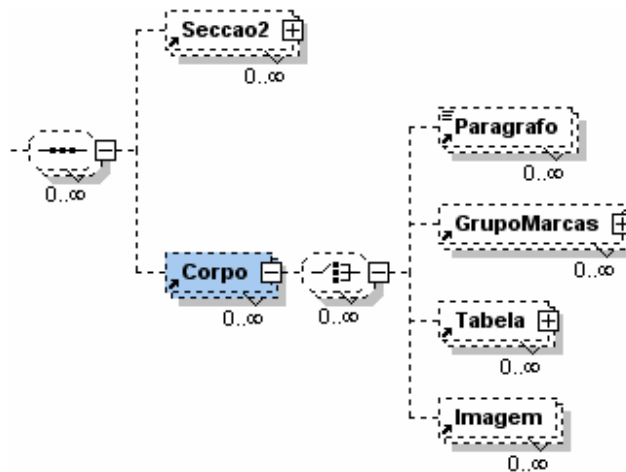 Seccao2
0..∞
0..∞
Corpo
0..∞
0..∞
Paragrafo
0..∞
GrupoMarcas
0..∞
Tabela
0..∞
Imagem
0..∞